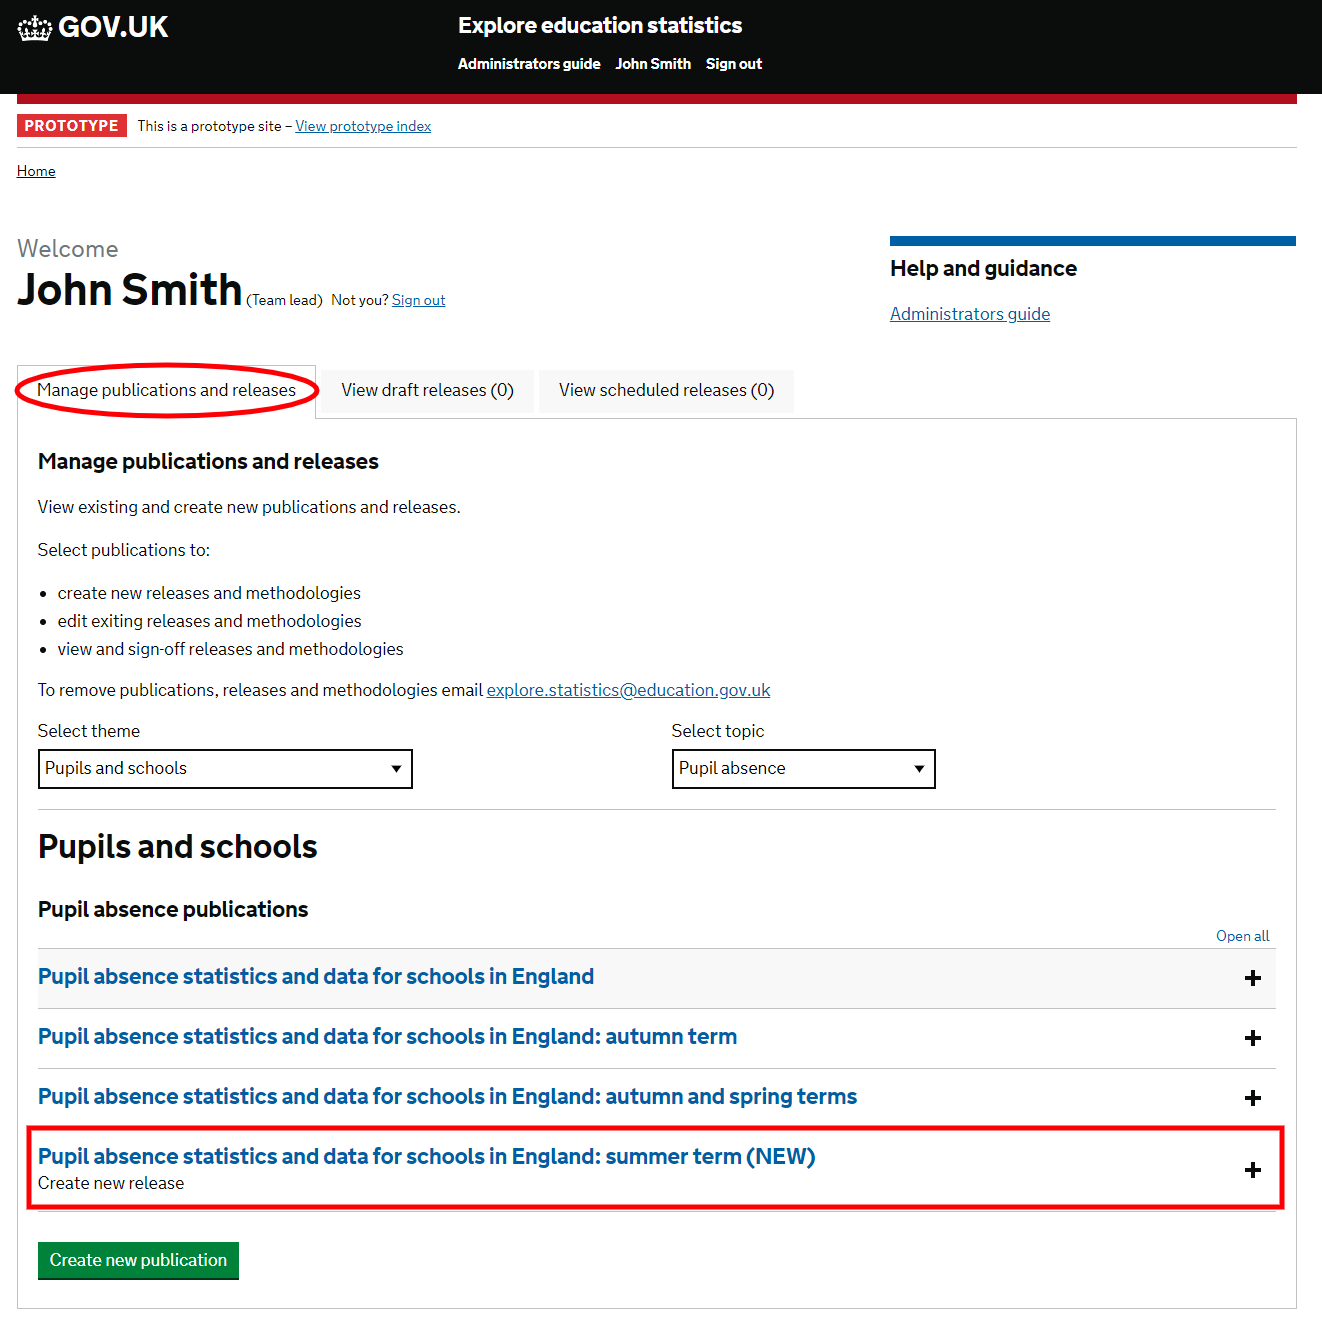 GOV.UK
Explore education statistics
Administrators guide John Smith Sign out
PROTOTYPE This is a prototype site – View prototype index
Home
Welcome
John Smith (Team lead) Not you? Sign out
Help and guidance
Administrators guide
Manage publications and releases View draft releases (0) View scheduled releases (0)
Manage publications and releases
View existing and create new publications and releases.
Select publications to:
• create new releases and methodologies
• edit exiting releases and methodologies
• view and sign-off releases and methodologies
To remove publications, releases and methodologies email explore.statistics@education.gov.uk
Select theme Select topic
Pupils and schools Pupil absence
Pupils and schools
Pupil absence publications
Open all
Pupil absence statistics and data for schools in England +
Pupil absence statistics and data for schools in England: autumn term +
Pupil absence statistics and data for schools in England: autumn and spring terms +
Pupil absence statistics and data for schools in England: summer term (NEW) +
Create new release
Create new publication